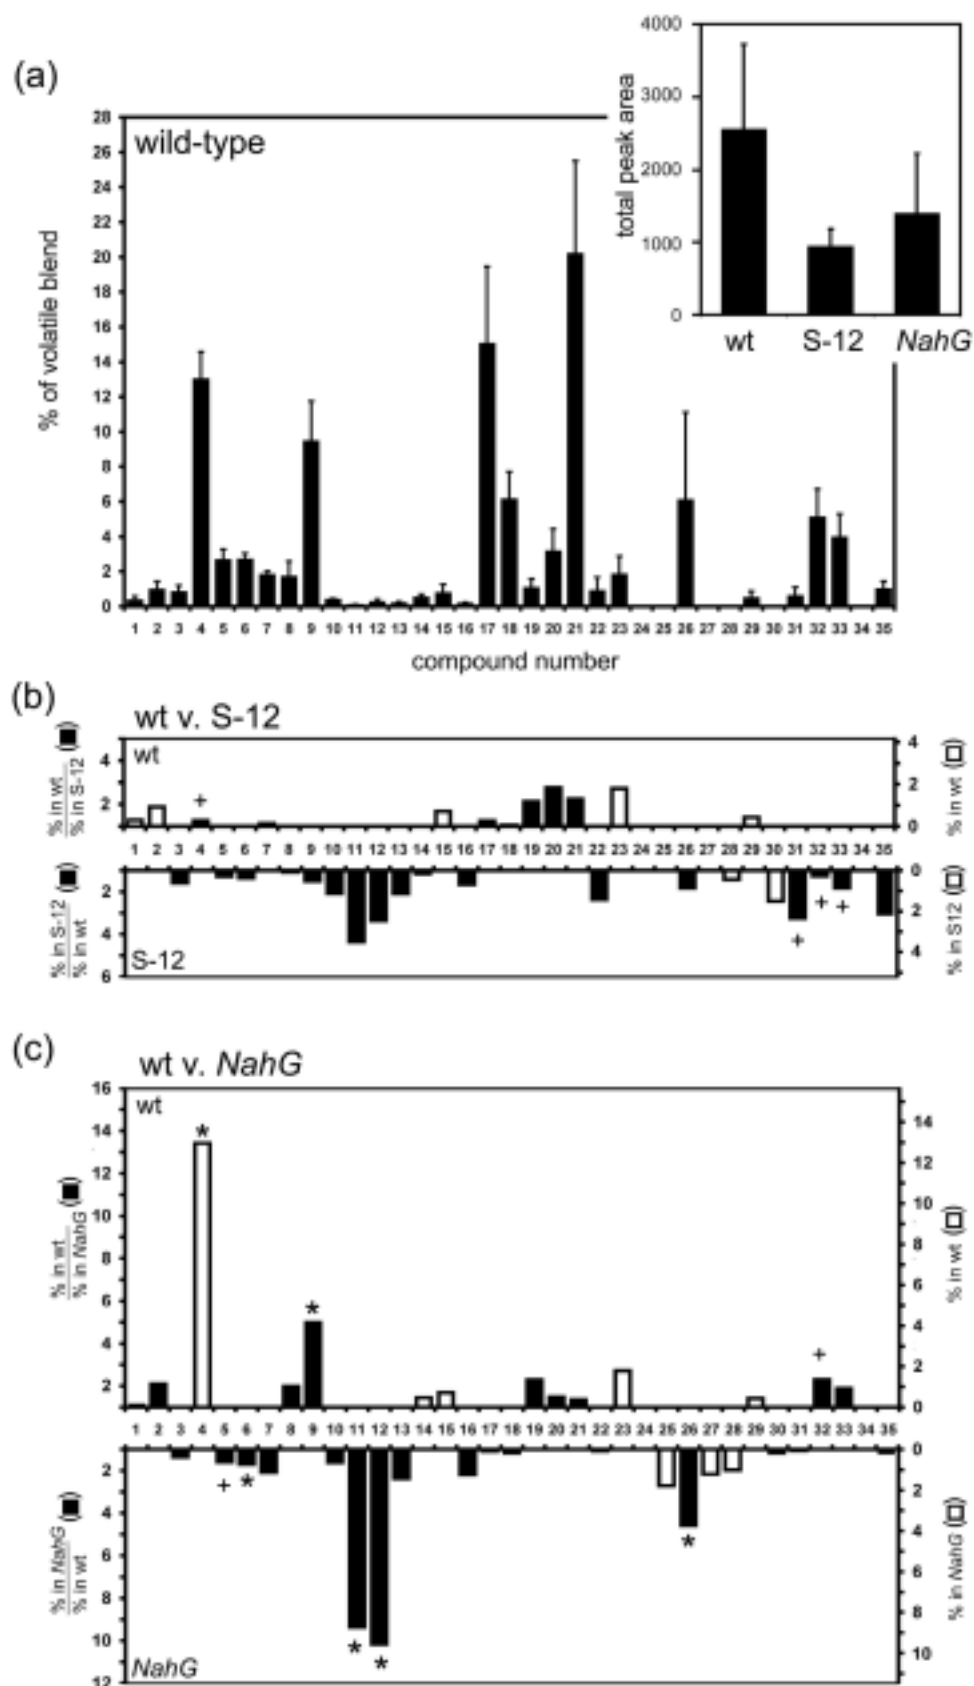 (a)
wild-type
% of volatile blend
28
26
24
22
20
18
16
14
12
10
8
6
4
2
0
1 2 3 4 5 6 7 8 9 10 11 12 13 14 15 16 17 18 19 20 21 22 23 24 25 26 27 28 29 30 31 32 33 34 35
compound number
total peak area
4000
3000
2000
1000
0
wt S-12 NahG
(b)
wt v. S-12
wt
% in wt
% in S-12
(■)
4
2
+
4
2
0
% in wt (□)
1 2 3 4 5 6 7 8 9 10 11 12 13 14 15 16 17 18 19 20 21 22 23 24 25 26 27 28 29 30 31 32 33 34 35
% in S-12
% in wt
(■)
2
4
6
S-12
+ + +
0
2
4
% in S12 (□)
(c)
wt v. NahG
wt
% in wt
% in NahG
(■)
16
14
12
10
8
6
4
2
* * +
14
12
10
8
6
4
2
0
% in wt (□)
1 2 3 4 5 6 7 8 9 10 11 12 13 14 15 16 17 18 19 20 21 22 23 24 25 26 27 28 29 30 31 32 33 34 35
% in NahG
% in wt
(■)
2
4
6
8
10
12
NahG
+ * * * *
0
2
4
6
8
10
% in NahG (□)